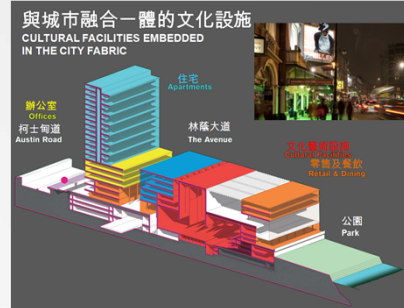 與城市融合一體的文化設施
CULTURAL FACILITIES EMBEDDED
IN THE CITY FABRIC
住宅
Apartments
辦公室
Offices
柯士甸道
Austin Road
林蔭大道
The Avenue
文化藝術設施
Cultural Facilities
零售及餐飲
Retail & Dining
公園
Park